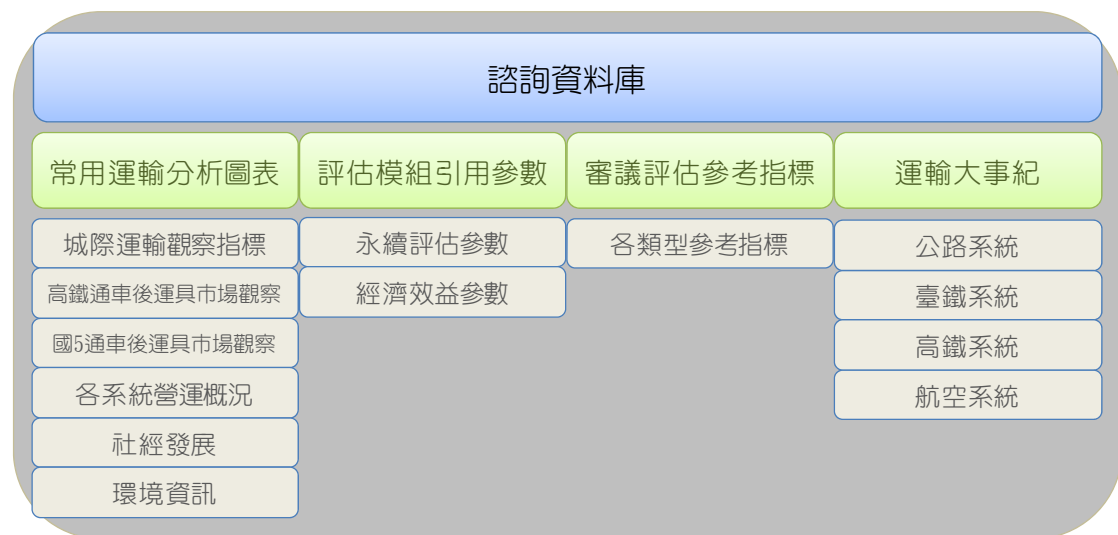 諮詢資料庫
常用運輸分析圖表
評估模組引用參數
審議評估參考指標
運輸大事紀
城際運輸觀察指標
高鐵通車後運具市場觀察
國5通車後運具市場觀察
各系統營運概況
社經發展
環境資訊
永續評估參數
經濟效益參數
各類型參考指標
公路系統
臺鐵系統
高鐵系統
航空系統